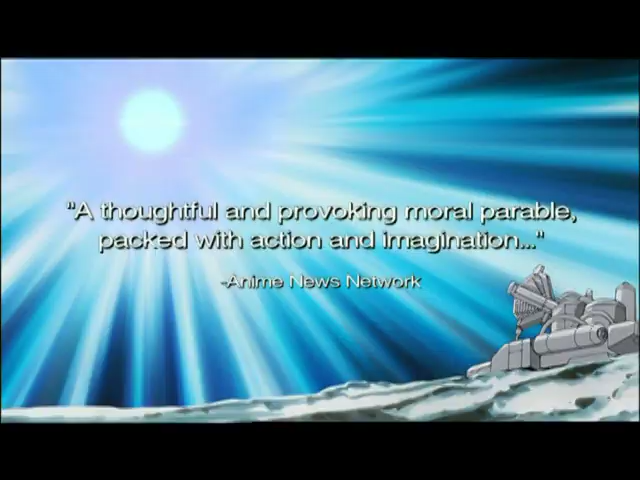 "A thoughtful and provoking moral parable,
packed with action and imagination..."
-Anime News Network